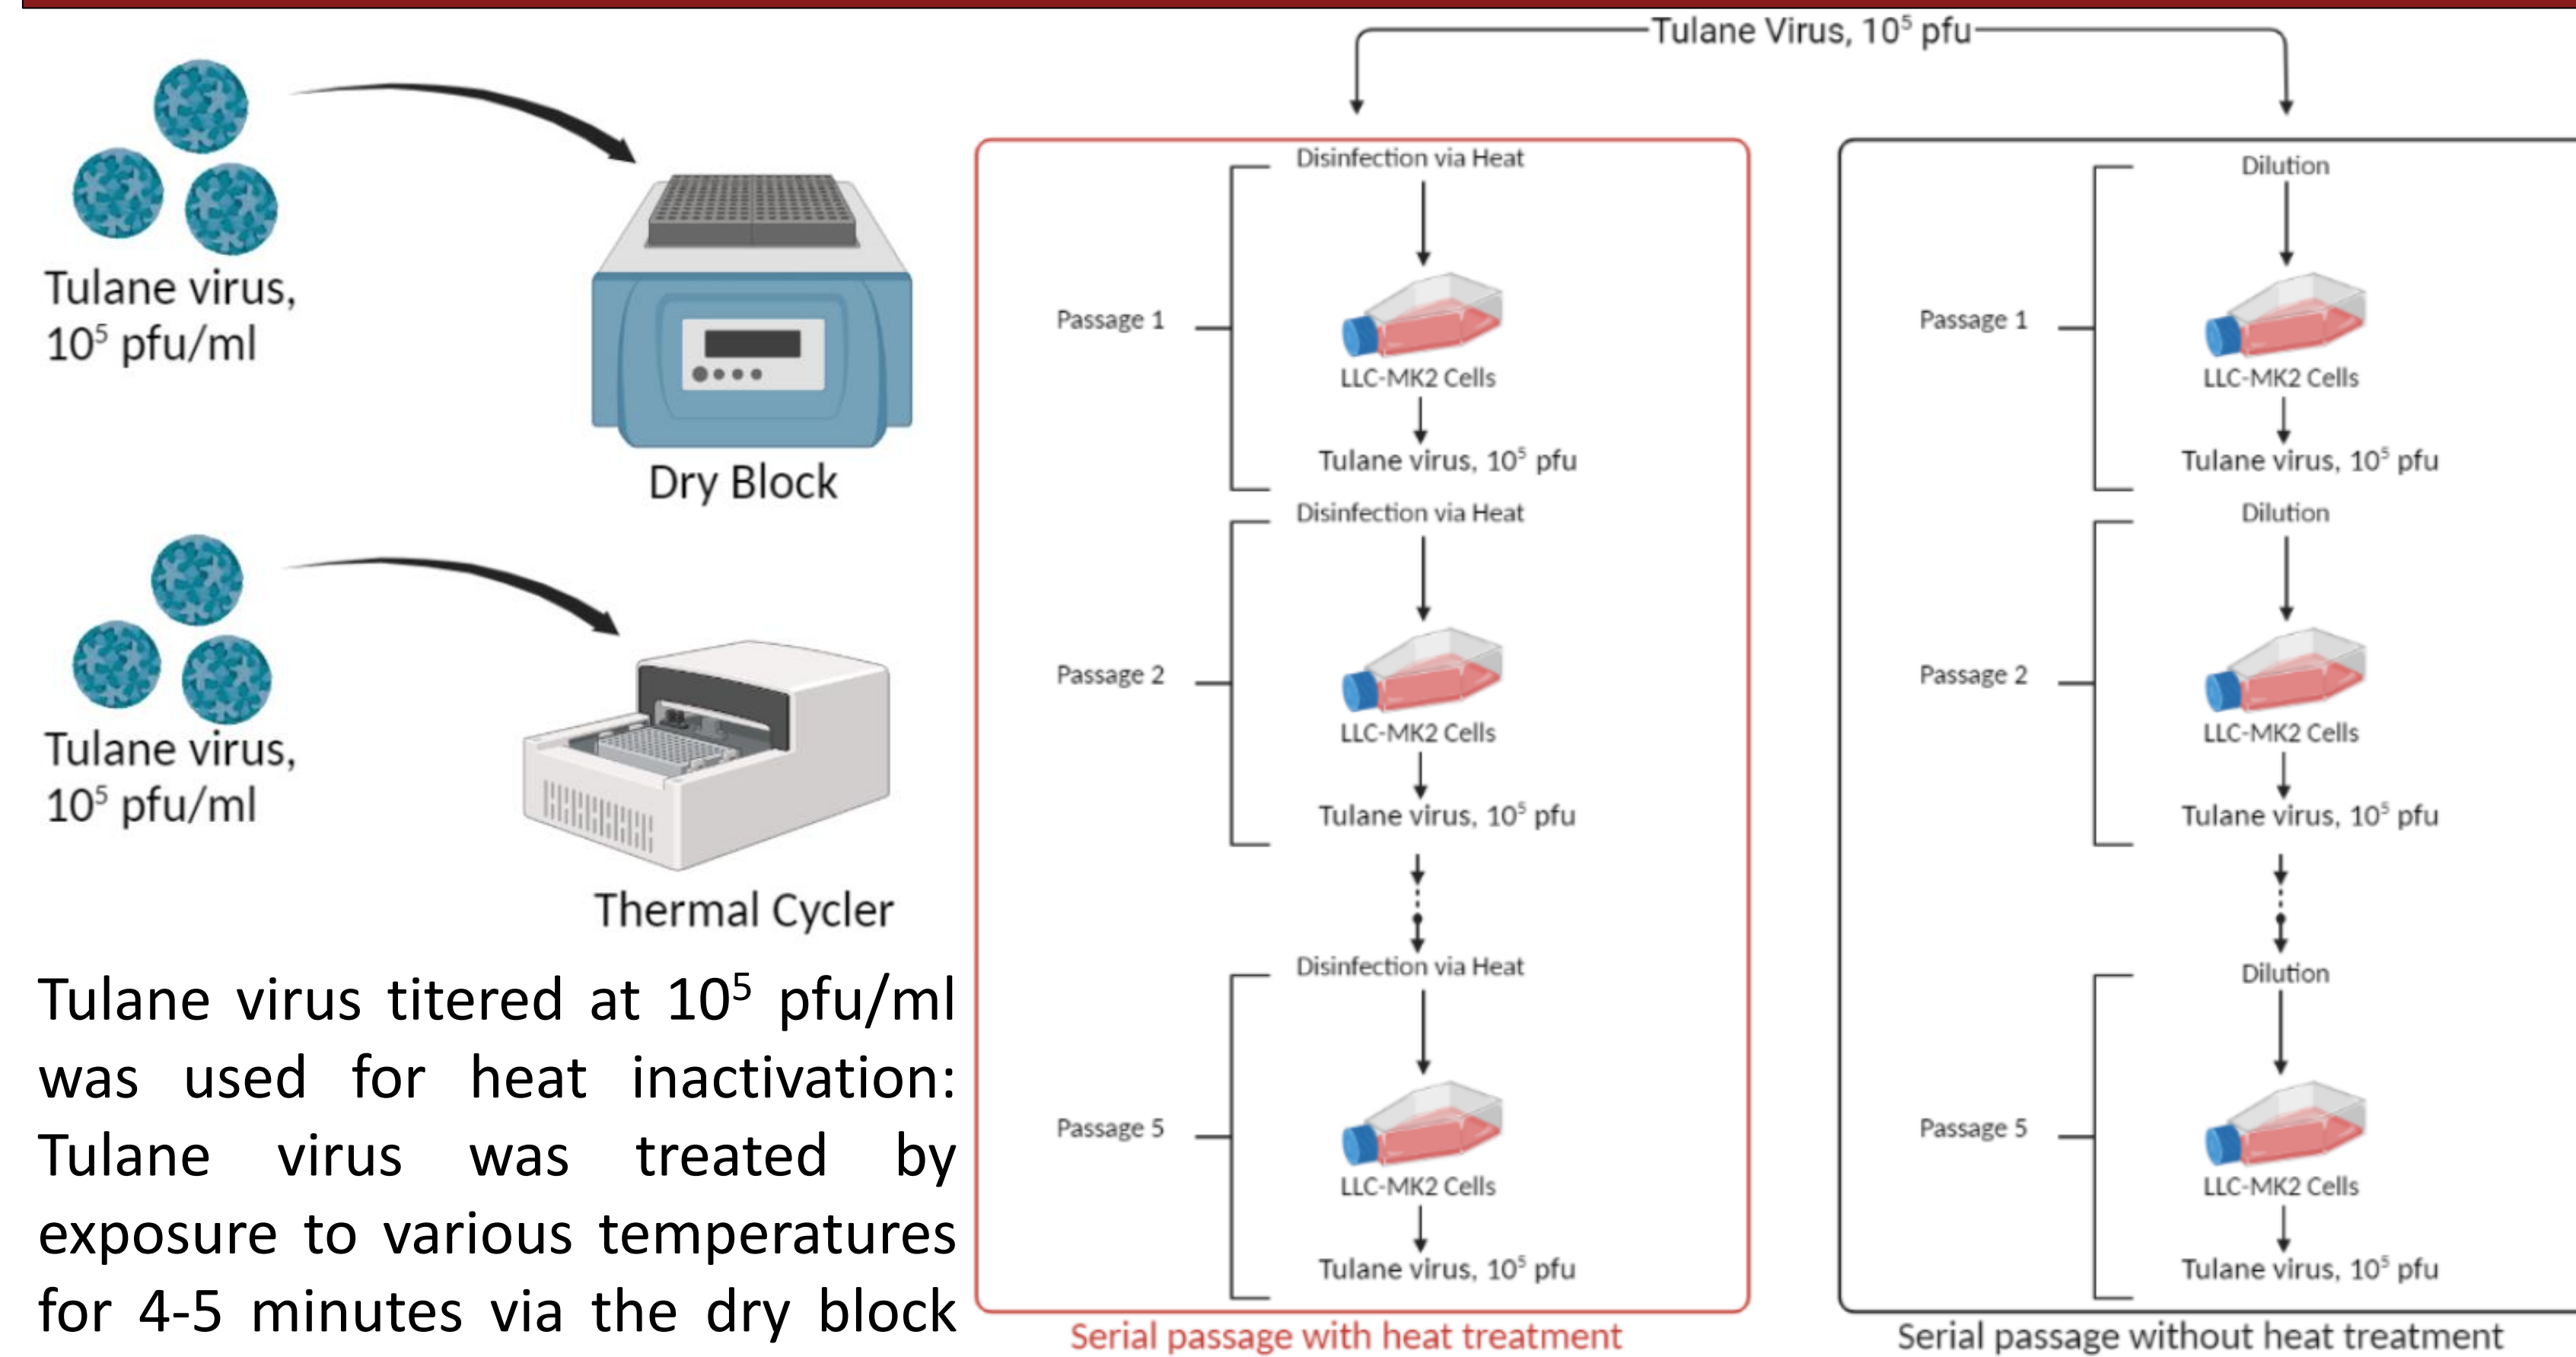 Tulane virus,
10⁵ pfu/ml
Dry Block
Tulane virus,
10⁵ pfu/ml
Thermal Cycler
Tulane virus titered at 10⁵ pfu/ml
was used for heat inactivation:
Tulane virus was treated by
exposure to various temperatures
for 4-5 minutes via the dry block
Tulane Virus, 10⁵ pfu
Disinfection via Heat
Passage 1
LLC-MK2 Cells
Tulane virus, 10⁵ pfu
Disinfection via Heat
Passage 2
LLC-MK2 Cells
Tulane virus, 10⁵ pfu
Disinfection via Heat
Passage 5
LLC-MK2 Cells
Tulane virus, 10⁵ pfu
Serial passage with heat treatment
Dilution
Passage 1
LLC-MK2 Cells
Tulane virus, 10⁵ pfu
Dilution
Passage 2
LLC-MK2 Cells
Tulane virus, 10⁵ pfu
Dilution
Passage 5
LLC-MK2 Cells
Tulane virus, 10⁵ pfu
Serial passage without heat treatment